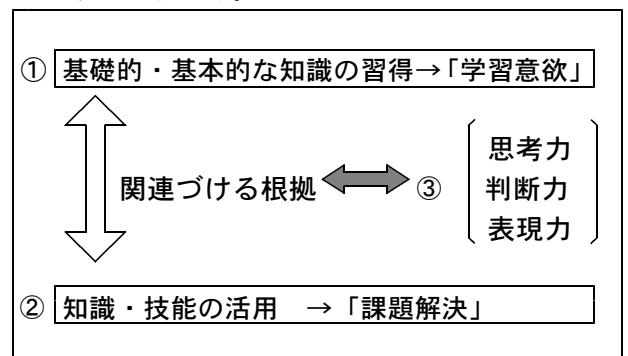 ① 基礎的・基本的な知識の習得→「学習意欲」
思考力
関連づける根拠 ③ 判断力
表現力
② 知識・技能の活用 →「課題解決」